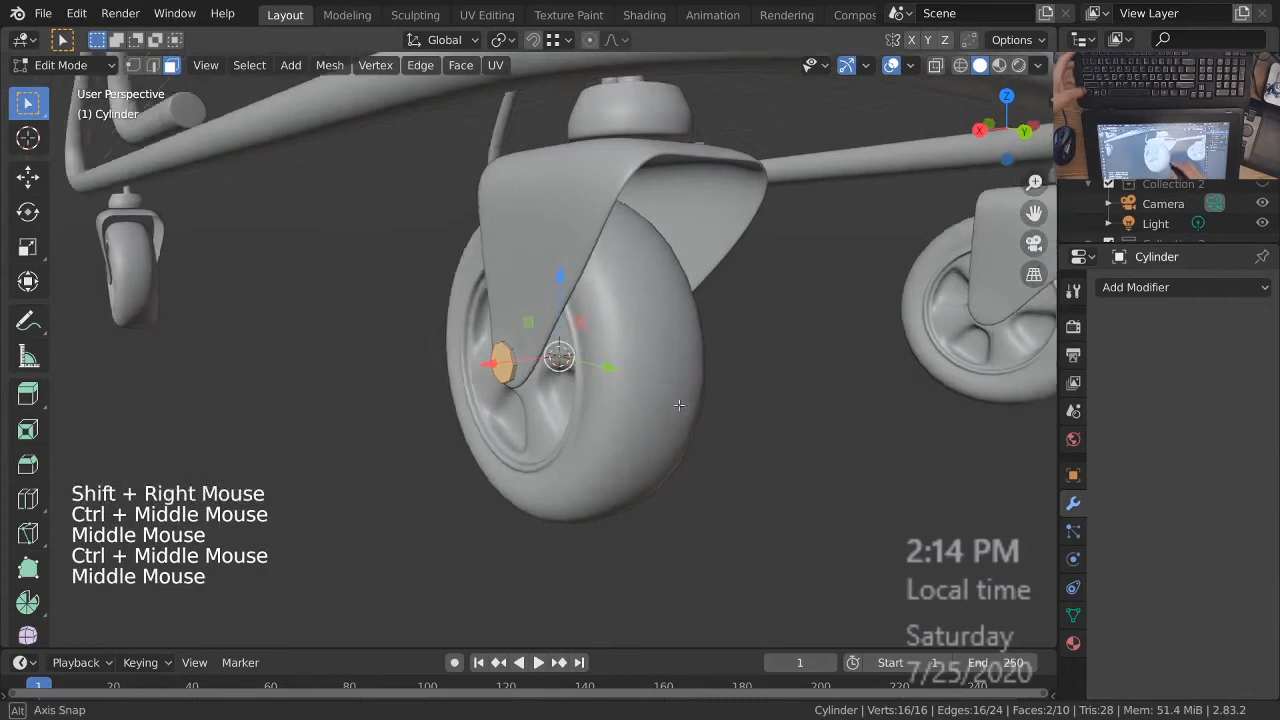 File Edit Render Window Help Layout Modeling Sculpting UV Editing Texture Paint Shading Animation Rendering Compos Scene View Layer
Global X Y Z Options
Edit Mode View Select Add Mesh Vertex Edge Face UV
User Perspective
(1) Cylinder
Z
X
Y
Collection 2
Camera
Light
Cylinder
Add Modifier
Shift + Right Mouse
Ctrl + Middle Mouse
Middle Mouse
Ctrl + Middle Mouse
Middle Mouse
2:14 PM
Local time
Saturday
7/25/2020
Playback Keying View Marker 1 Start 1 End 250
1 20 80 100 120 140 160 180 200 220 240
Alt Axis Snap Cylinder | Verts:16/16 | Edges:16/24 | Faces:2/10 | Tris:28 | Mem: 51.4 MiB | 2.83.2